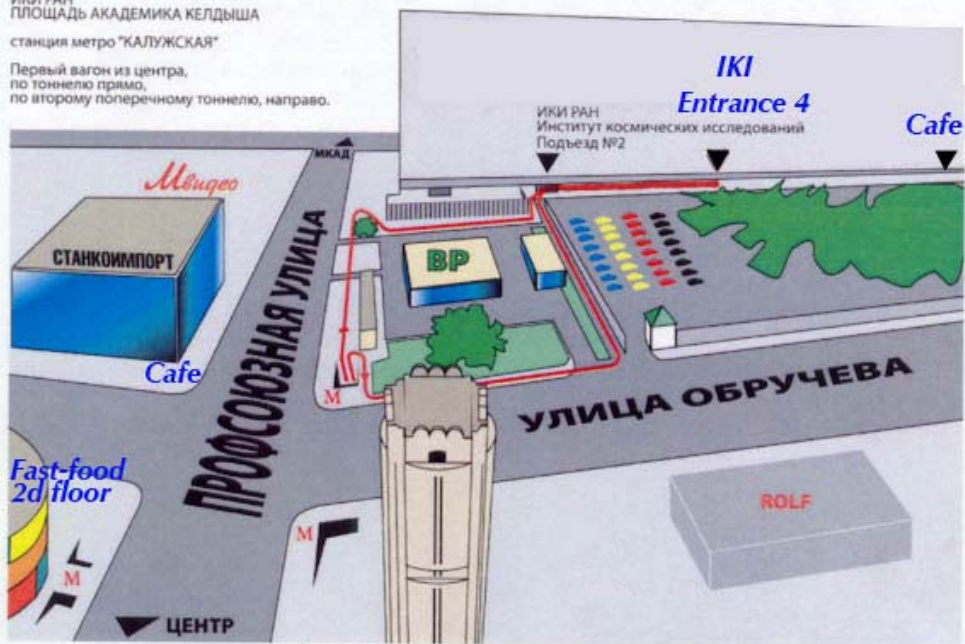 ИКИ РАН
ПЛОЩАДЬ АКАДЕМИКА КЕЛДЫША
станция метро "КАЛУЖСКАЯ"
Первый вагон из центра,
по тоннелю прямо,
по второму поперечному тоннелю, направо.
IKI
Entrance 4
Cafe
ИКИ РАН
Институт космических исследований
Подъезд №2
МКАД
Мвидео
СТАНКОИМПОРТ
BP
ПРОФСОЮЗНАЯ УЛИЦА
Cafe
М
УЛИЦА ОБРУЧЕВА
Fast-food
2d floor
ROLF
М
М
ЦЕНТР